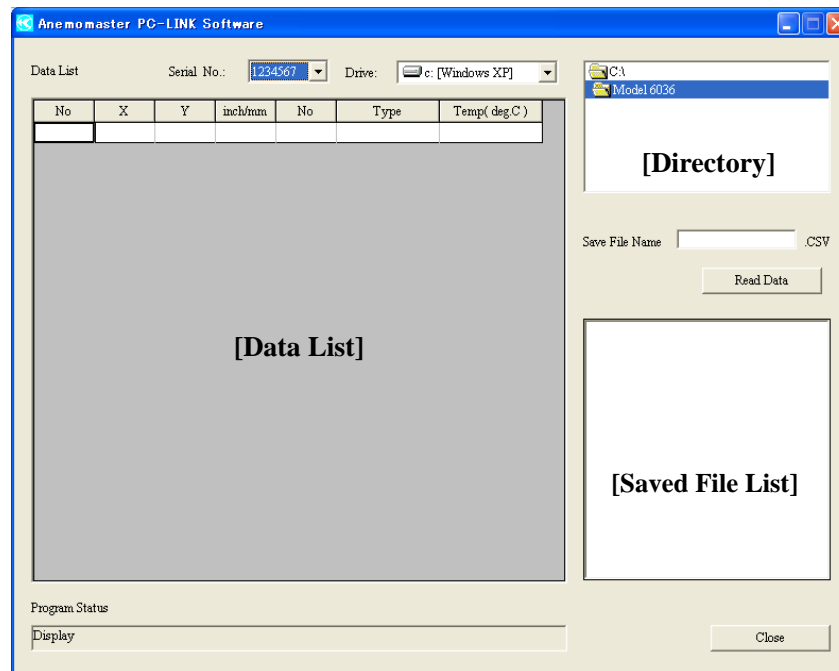 Anemomaster PC-LINK Software
Data List
Serial No.: 1234567
Drive: c: [Windows XP]
No X Y inch/mm No Type Temp( deg.C )
C:\
Model 6036
[Directory]
Save File Name .CSV
Read Data
[Data List]
[Saved File List]
Program Status
Display
Close